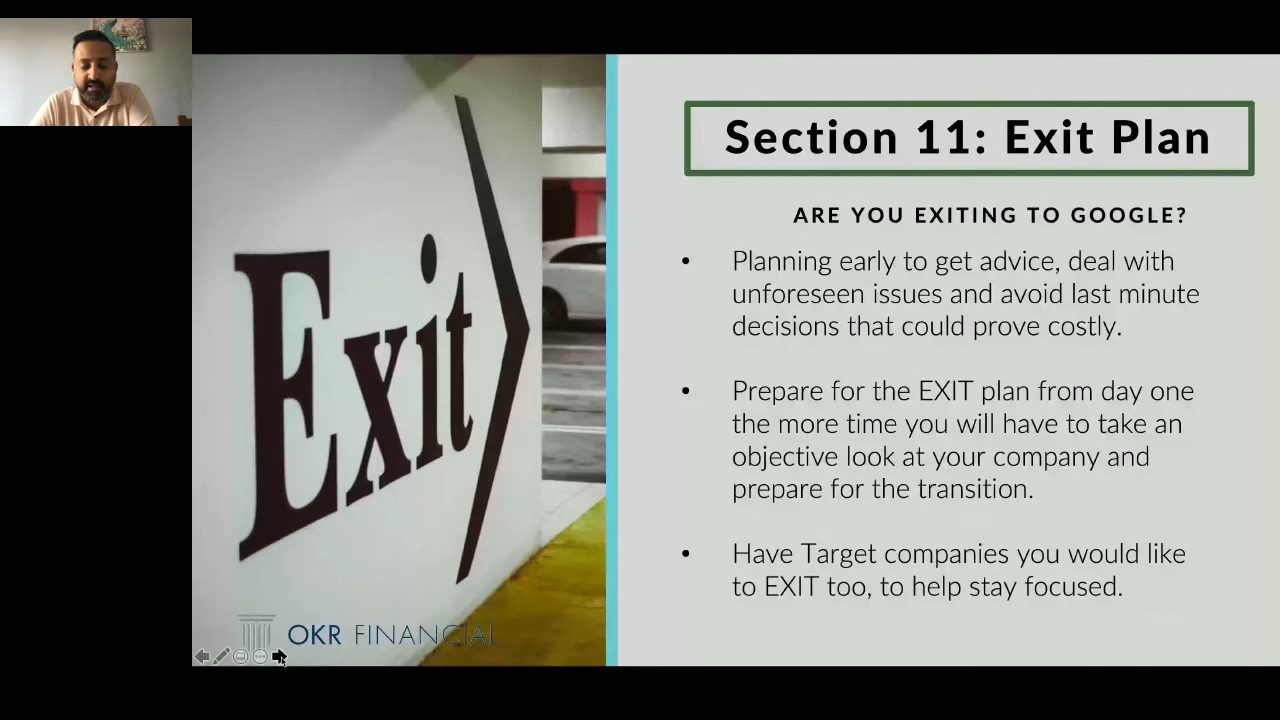 Exit
OKR FINANCIAL
Section 11: Exit Plan
ARE YOU EXITING TO GOOGLE?
• Planning early to get advice, deal with
unforeseen issues and avoid last minute
decisions that could prove costly.
• Prepare for the EXIT plan from day one
the more time you will have to take an
objective look at your company and
prepare for the transition.
• Have Target companies you would like
to EXIT too, to help stay focused.